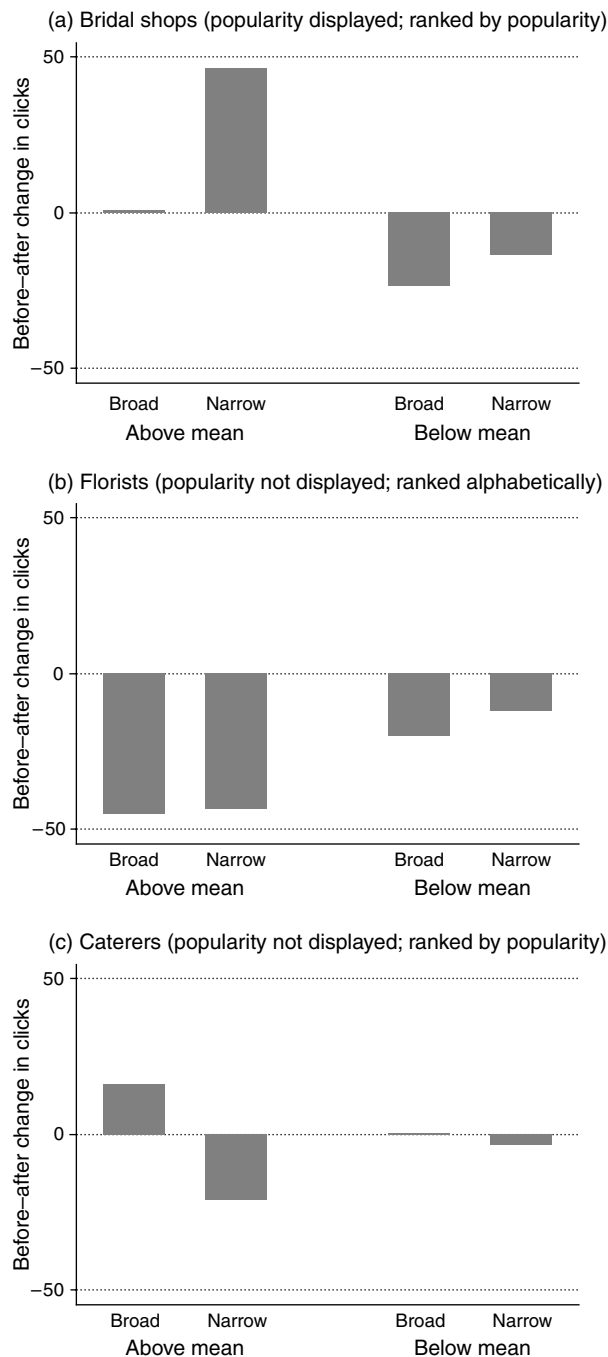 (a) Bridal shops (popularity displayed; ranked by popularity)
50
0
−50
Before–after change in clicks
Broad Narrow Broad Narrow
Above mean Below mean
(b) Florists (popularity not displayed; ranked alphabetically)
50
0
−50
Before–after change in clicks
Broad Narrow Broad Narrow
Above mean Below mean
(c) Caterers (popularity not displayed; ranked by popularity)
50
0
−50
Before–after change in clicks
Broad Narrow Broad Narrow
Above mean Below mean